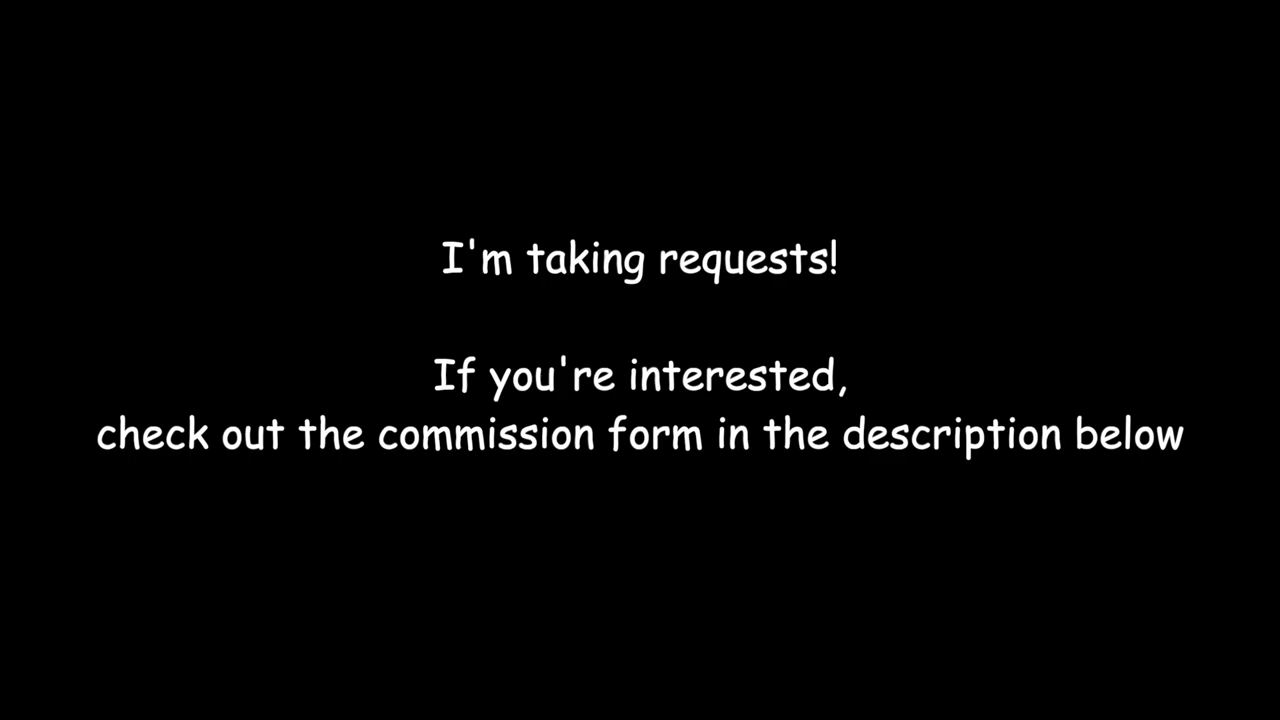 I'm taking requests!
If you're interested,
check out the commission form in the description below